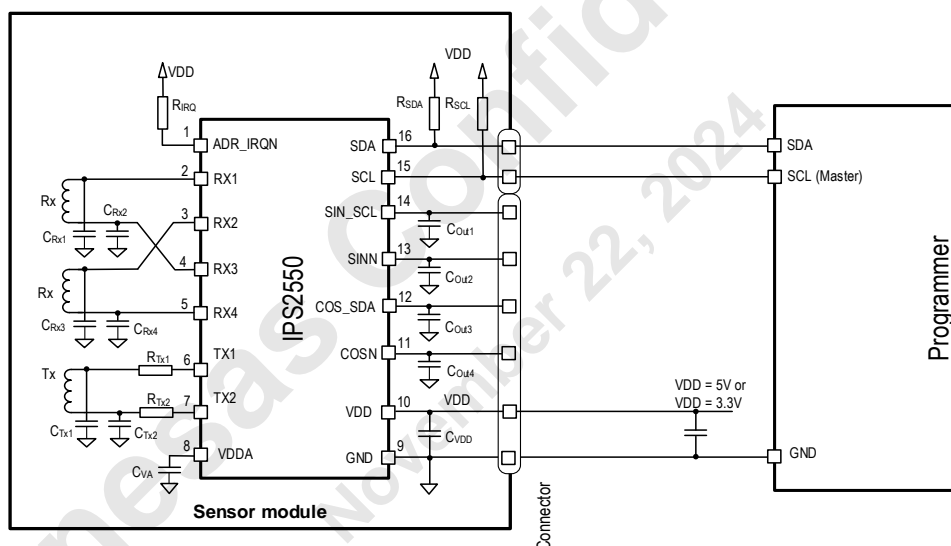 VDD
VDD
RIRQ
RSDA
RSCL
1
ADR_IRQN
SDA
16
SDA
2
RX1
SCL
15
SCL (Master)
Rx
CRx2
CRx1
3
RX2
SIN_SCL
14
COut1
4
RX3
SINN
13
COut2
Rx
CRx3
CRx4
5
RX4
COS_SDA
12
COut3
IPS2550
Programmer
RTx1
TX1
6
COSN
11
COut4
Tx
RTx2
TX2
7
CTx1
CTx2
VDD
10
VDD
CVDD
VDD = 5V or
VDD = 3.3V
8
VDDA
CVA
GND
9
GND
Sensor module
Connector
nesas Confid
November 22, 2024